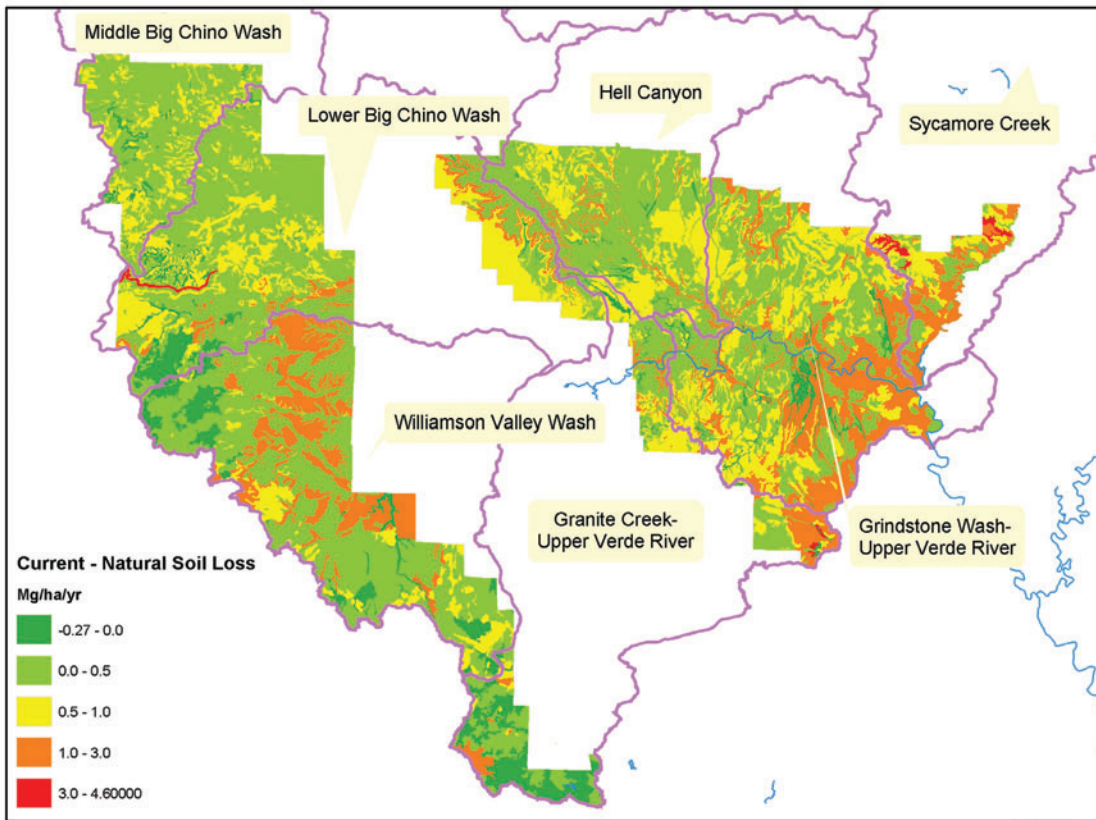 Middle Big Chino Wash
Lower Big Chino Wash
Hell Canyon
Sycamore Creek
Williamson Valley Wash
Granite Creek-
Upper Verde River
Grindstone Wash-
Upper Verde River
Current - Natural Soil Loss
Mg/ha/yr
-0.27 - 0.0
0.0 - 0.5
0.5 - 1.0
1.0 - 3.0
3.0 - 4.60000